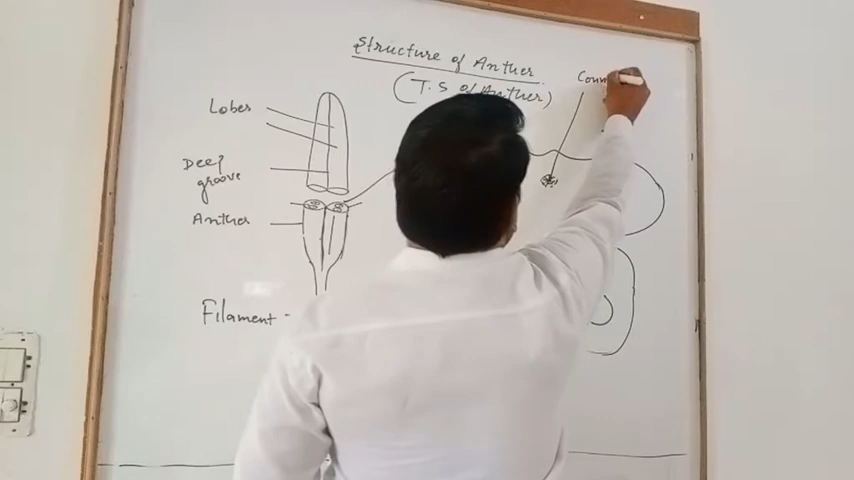 Structure of Anther
(T.S of Anther)
Lobes
Deep
groove
Anther
Filament -